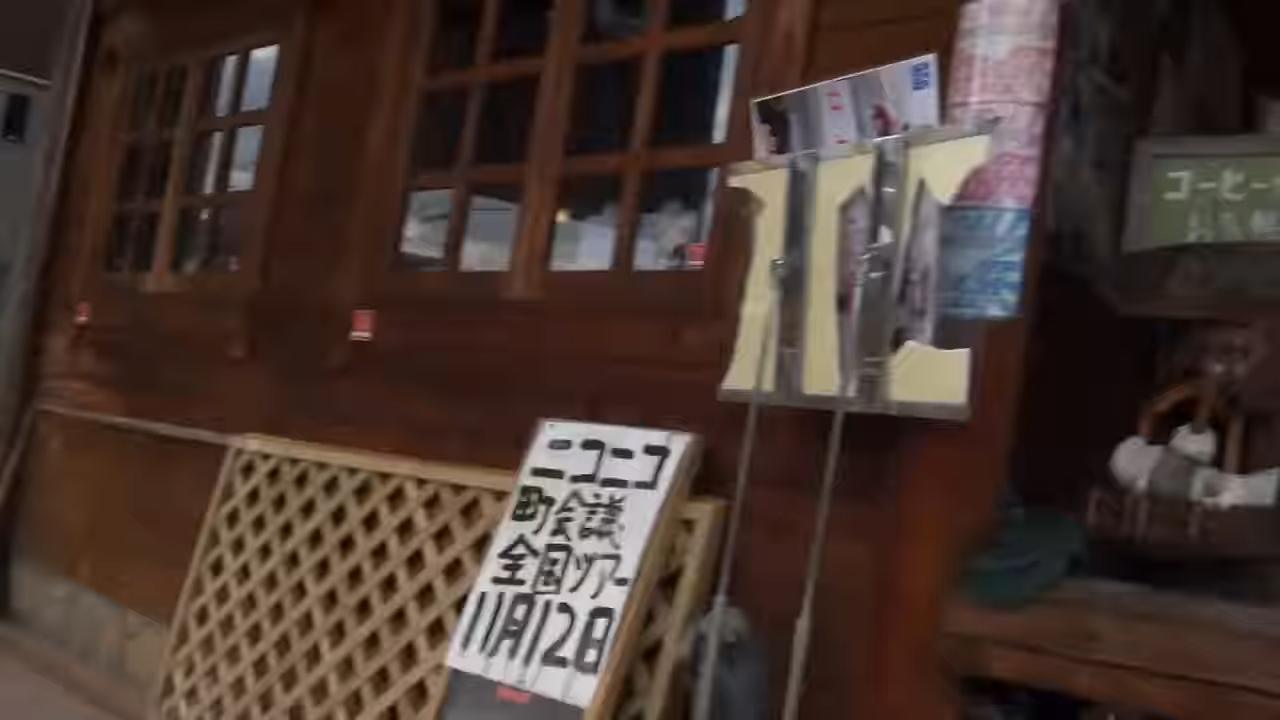 ニコニコ
町会議
全国ツアー
11月12日
コーヒー